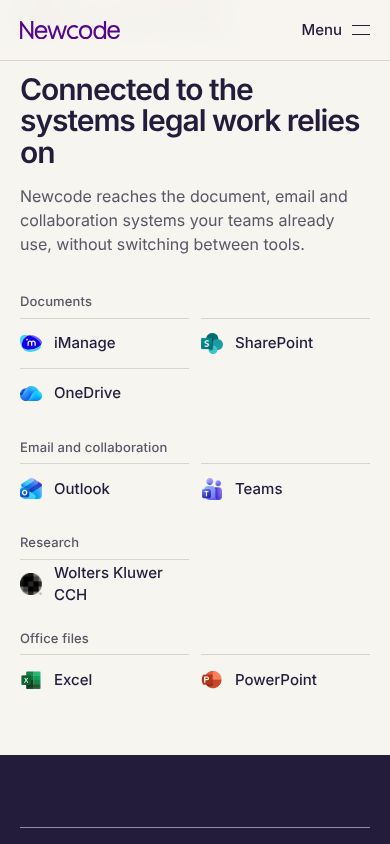 Newcode
Menu
Connected to the
systems legal work relies
on
Newcode reaches the document, email and
collaboration systems your teams already
use, without switching between tools.
Documents
iManage
SharePoint
OneDrive
Email and collaboration
Outlook
Teams
Research
Wolters Kluwer
CCH
Office files
Excel
PowerPoint